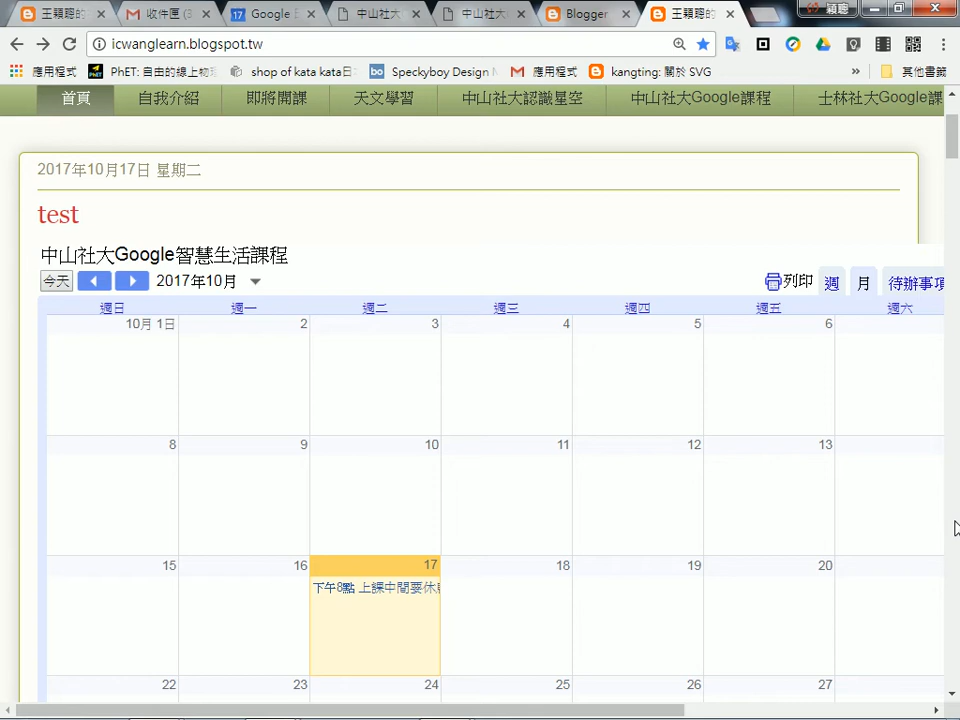 王穎聰的
收件匣 (3
Google
中山社大
中山社大
Blogger
王穎聰的
穎聰
icwanglearn.blogspot.tw
應用程式
PhET: 自由的線上物理
shop of kata kata日
Speckyboy Design
應用程式
kangting: 關於 SVG
»
其他書籤
首頁
自我介紹
即將開課
天文學習
中山社大認識星空
中山社大Google課程
士林社大Google課
2017年10月17日 星期二
test
中山社大Google智慧生活課程
今天
2017年10月
列印
週
月
待辦事項
週日 週一 週二 週三 週四 週五 週六
10月 1日 2 3 4 5 6
8 9 10 11 12 13
15 16 17 18 19 20
下午8點 上課中間要休息
22 23 24 25 26 27